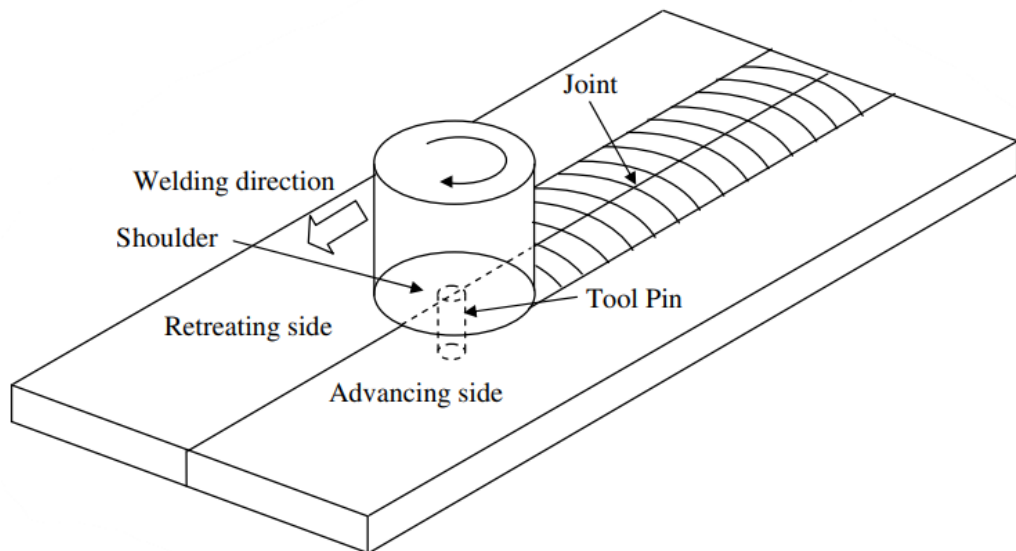 Joint
Welding direction
Shoulder
Tool Pin
Retreating side
Advancing side